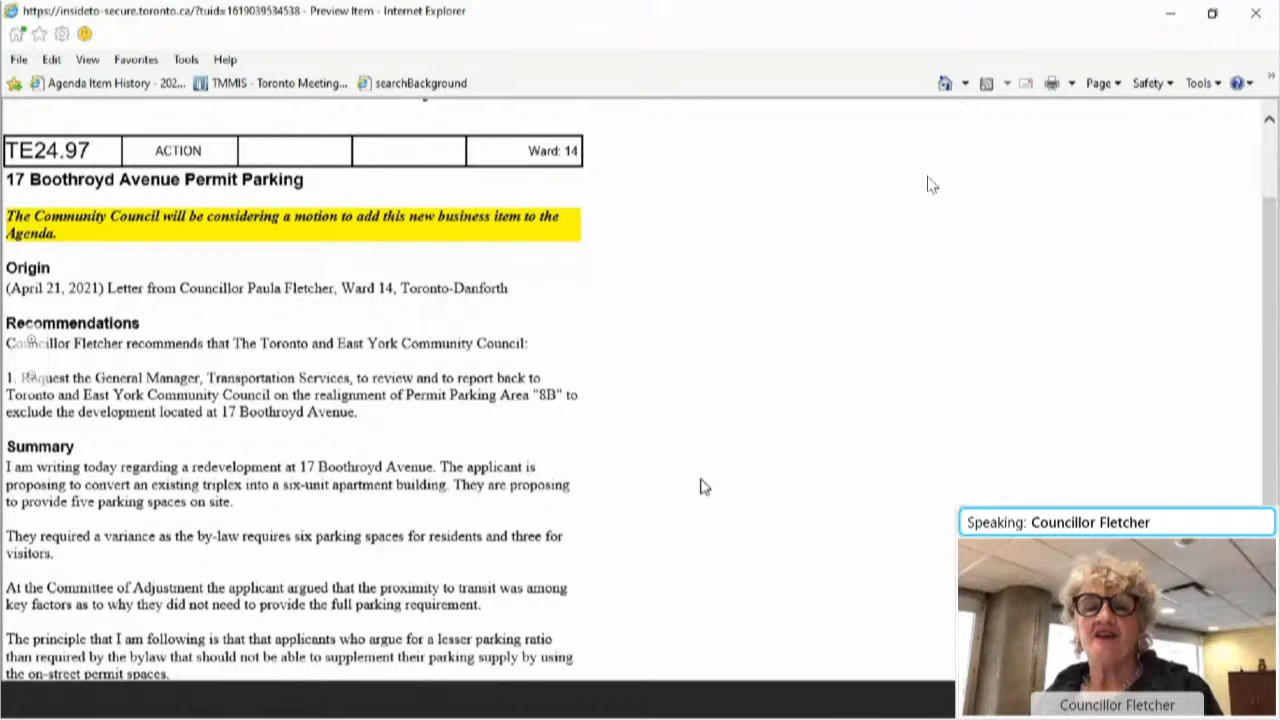 https://insideto-secure.toronto.ca/?tuid=1619039534538 - Preview Item - Internet Explorer
File Edit View Favorites Tools Help
Agenda Item History - 202... TMMIS - Toronto Meeting... searchBackground Page Safety Tools
TE24.97 ACTION Ward: 14
17 Boothroyd Avenue Permit Parking
The Community Council will be considering a motion to add this new business item to the
Agenda.
Origin
(April 21, 2021) Letter from Councillor Paula Fletcher, Ward 14, Toronto-Danforth
Recommendations
Councillor Fletcher recommends that The Toronto and East York Community Council:
1. Request the General Manager, Transportation Services, to review and to report back to
Toronto and East York Community Council on the realignment of Permit Parking Area "8B" to
exclude the development located at 17 Boothroyd Avenue.
Summary
I am writing today regarding a redevelopment at 17 Boothroyd Avenue. The applicant is
proposing to convert an existing triplex into a six-unit apartment building. They are proposing
to provide five parking spaces on site.
They required a variance as the by-law requires six parking spaces for residents and three for
visitors.
At the Committee of Adjustment the applicant argued that the proximity to transit was among
key factors as to why they did not need to provide the full parking requirement.
The principle that I am following is that that applicants who argue for a lesser parking ratio
than required by the bylaw that should not be able to supplement their parking supply by using
the on-street permit spaces.
Speaking: Councillor Fletcher
Councillor Fletcher